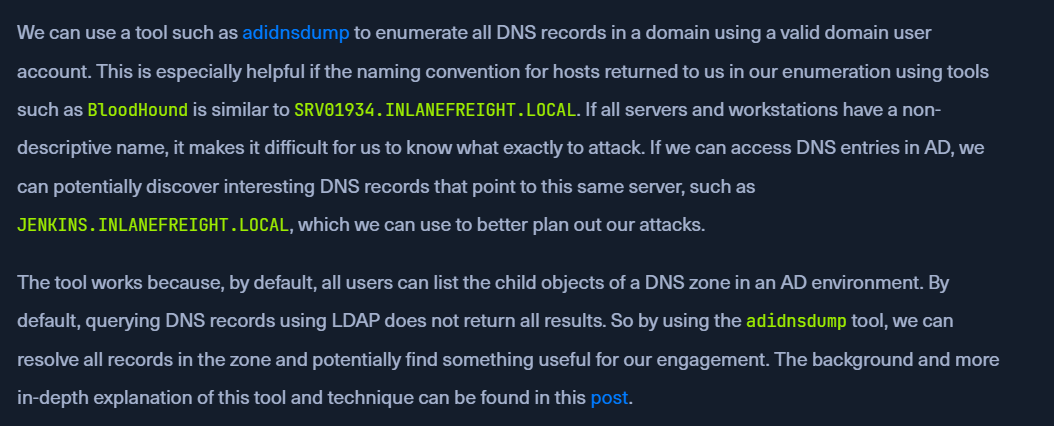 We can use a tool such as adidnsdump to enumerate all DNS records in a domain using a valid domain user
account. This is especially helpful if the naming convention for hosts returned to us in our enumeration using tools
such as BloodHound is similar to SRV01934.INLANEFREIGHT.LOCAL. If all servers and workstations have a non-
descriptive name, it makes it difficult for us to know what exactly to attack. If we can access DNS entries in AD, we
can potentially discover interesting DNS records that point to this same server, such as
JENKINS.INLANEFREIGHT.LOCAL, which we can use to better plan out our attacks.
The tool works because, by default, all users can list the child objects of a DNS zone in an AD environment. By
default, querying DNS records using LDAP does not return all results. So by using the adidnsdump tool, we can
resolve all records in the zone and potentially find something useful for our engagement. The background and more
in-depth explanation of this tool and technique can be found in this post.